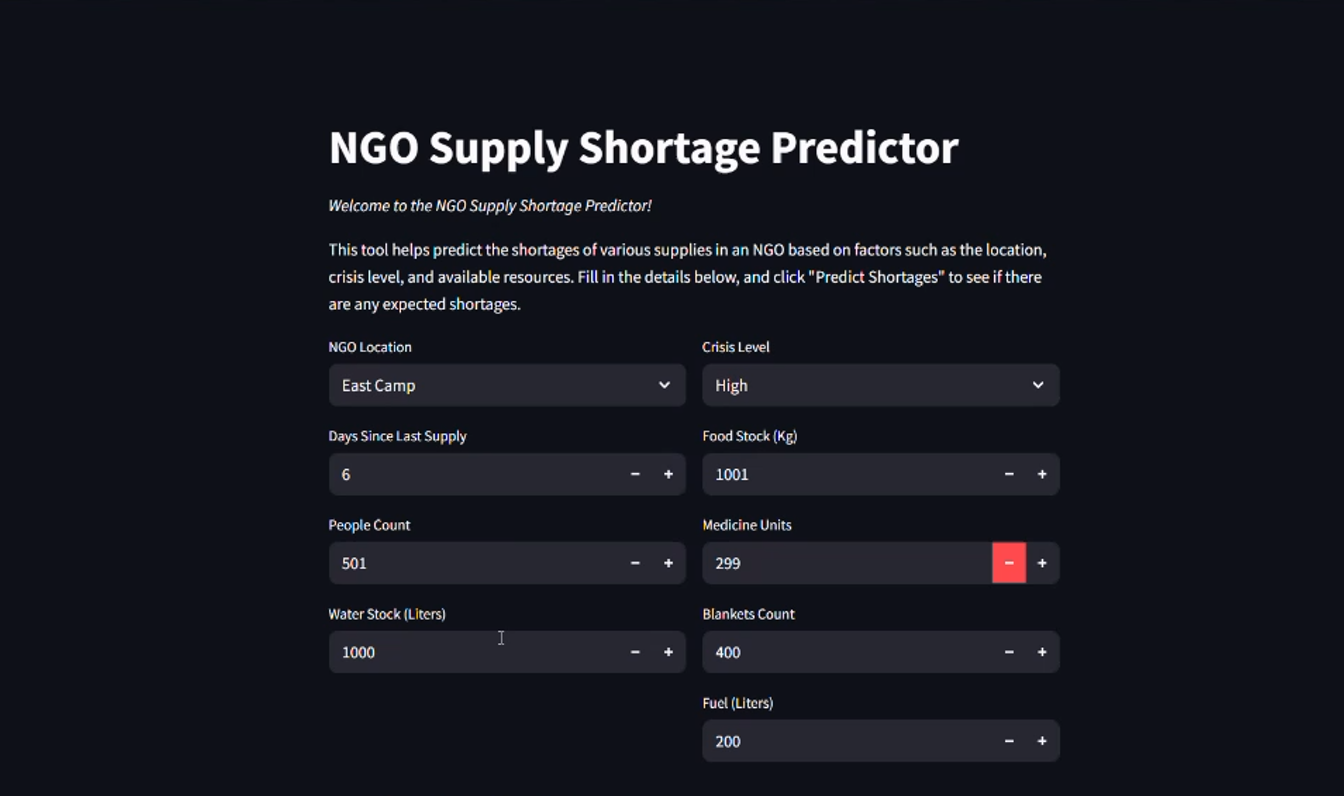 NGO Supply Shortage Predictor
Welcome to the NGO Supply Shortage Predictor!
This tool helps predict the shortages of various supplies in an NGO based on factors such as the location,
crisis level, and available resources. Fill in the details below, and click "Predict Shortages" to see if there
are any expected shortages.
NGO Location
East Camp
Crisis Level
High
Days Since Last Supply
6
Food Stock (Kg)
1001
People Count
501
Medicine Units
299
Water Stock (Liters)
1000
Blankets Count
400
Fuel (Liters)
200